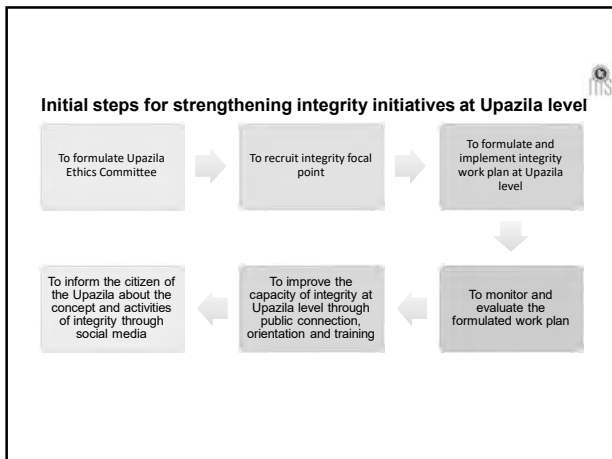 Initial steps for strengthening integrity initiatives at Upazila level
To formulate Upazila
Ethics Committee
To recruit integrity focal
point
To formulate and
implement integrity
work plan at Upazila
level
To monitor and
evaluate the
formulated work plan
To improve the
capacity of integrity at
Upazila level through
public connection,
orientation and training
To inform the citizen of
the Upazila about the
concept and activities
of integrity through
social media